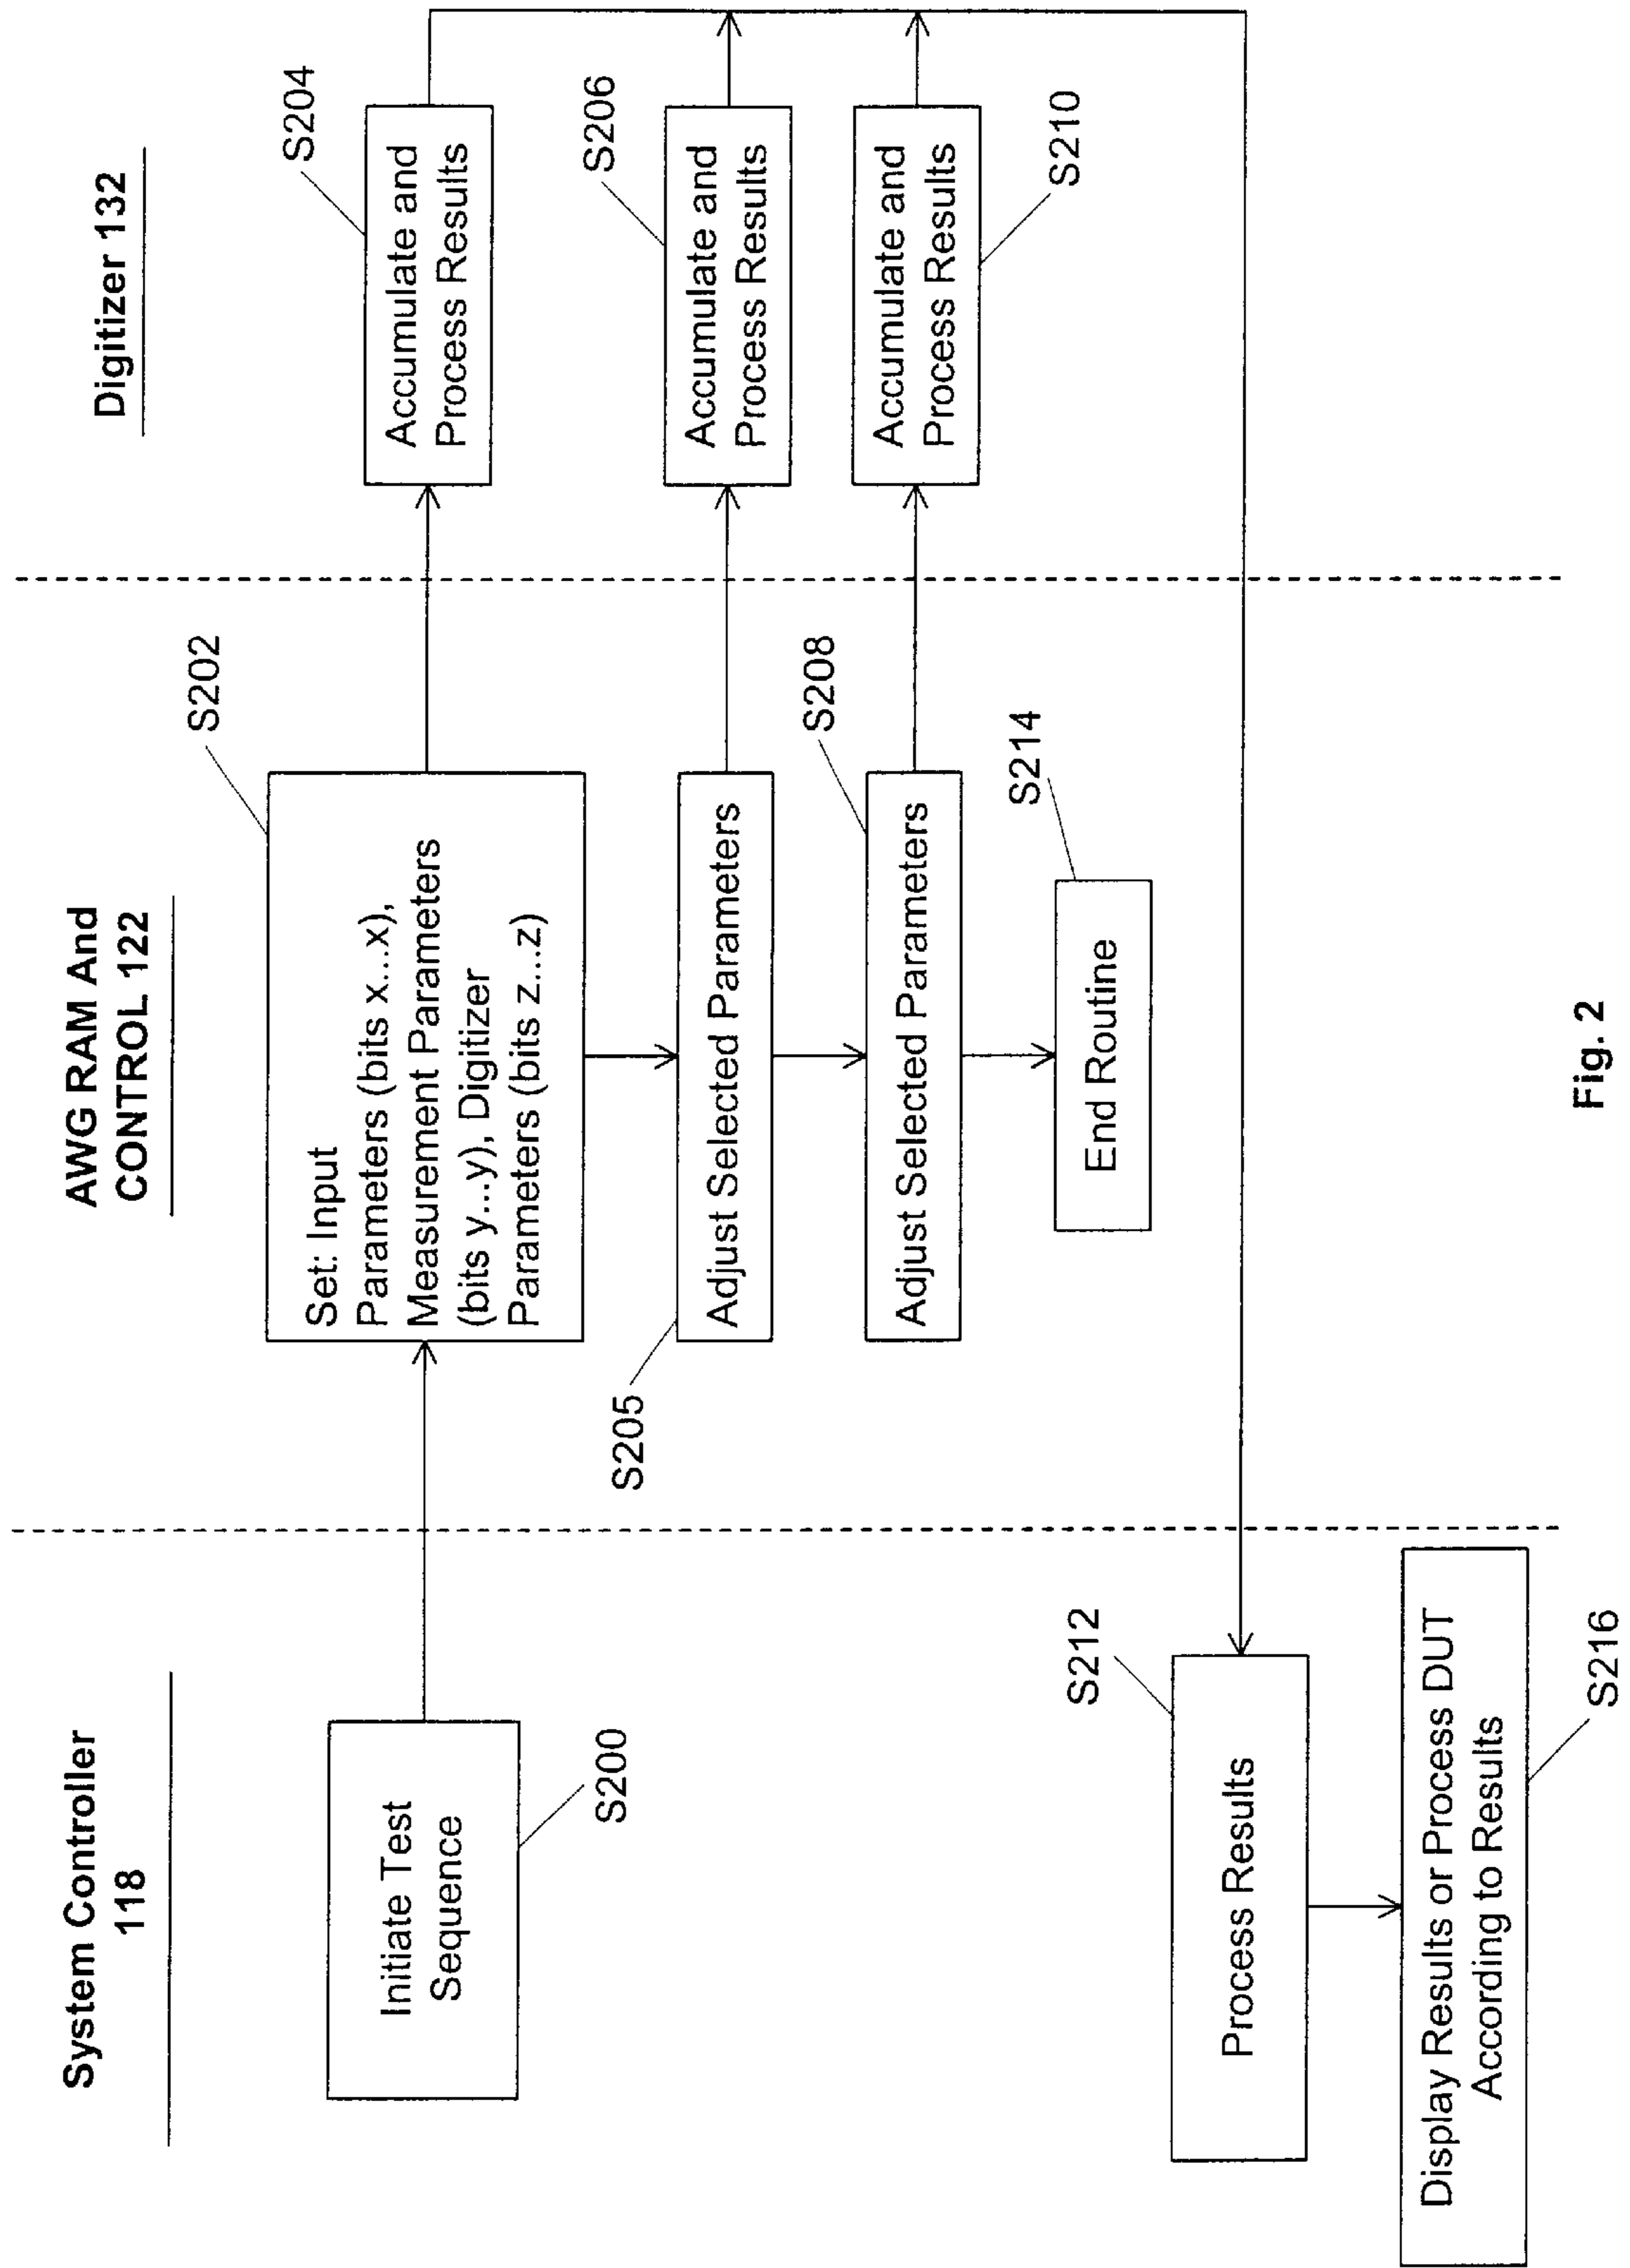 System Controller
118
AWG RAM And
CONTROL 122
Digitizer 132
Initiate Test
Sequence
S200
Set: Input
Parameters (bits x...x),
Measurement Parameters
(bits y...y), Digitizer
Parameters (bits z...z)
S202
Accumulate and
Process Results
S204
Adjust Selected Parameters
S205
Accumulate and
Process Results
S206
Adjust Selected Parameters
S208
Accumulate and
Process Results
S210
End Routine
S214
Process Results
S212
Display Results or Process DUT
According to Results
S216
Fig. 2